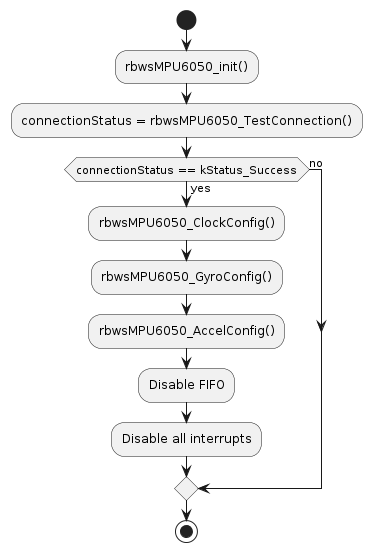 rbwsMPU6050_init()
connectionStatus = rbwsMPU6050_TestConnection()
connectionStatus == kStatus_Success
no
yes
rbwsMPU6050_ClockConfig()
rbwsMPU6050_GyroConfig()
rbwsMPU6050_AccelConfig()
Disable FIFO
Disable all interrupts